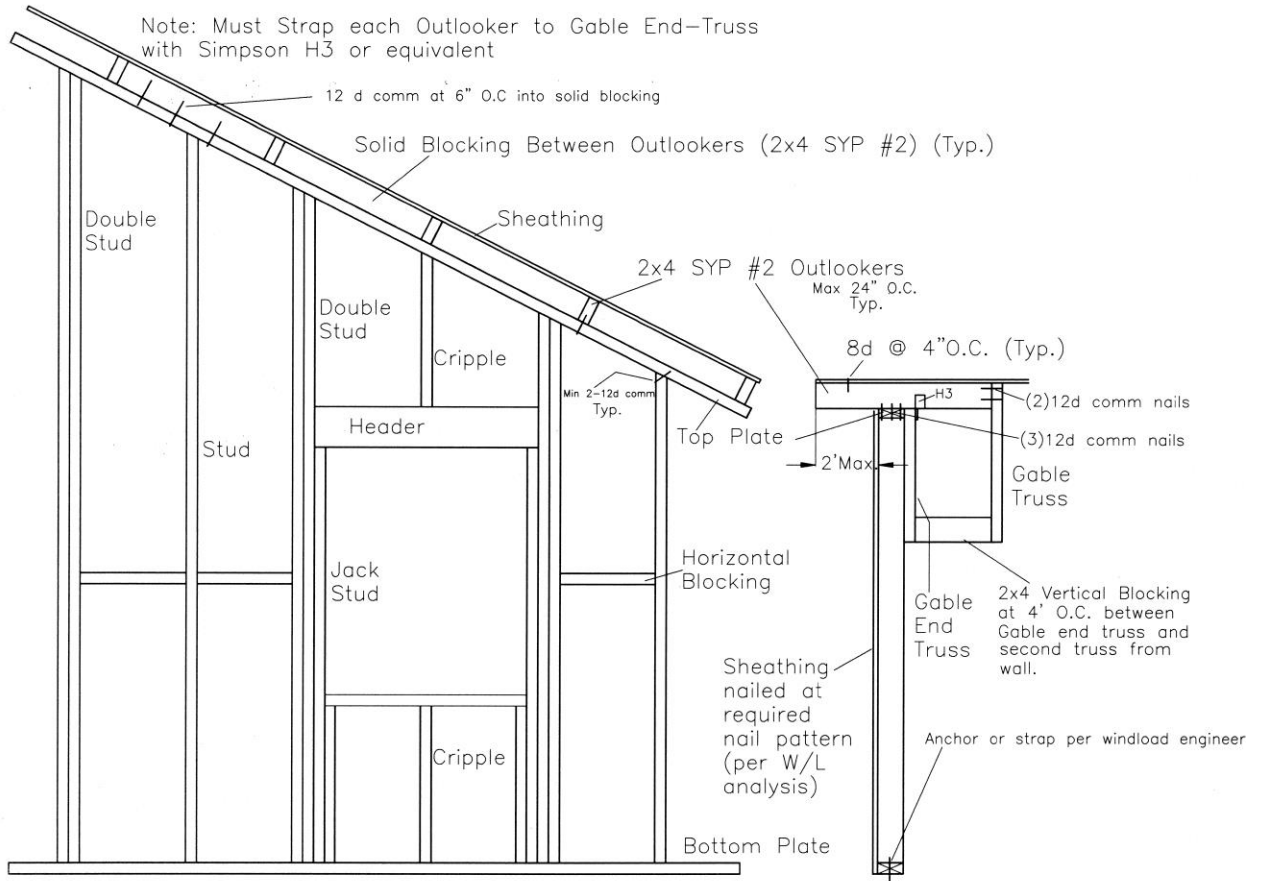 Note: Must Strap each Outlooker to Gable End-Truss
with Simpson H3 or equivalent
12 d comm at 6" O.C into solid blocking
Solid Blocking Between Outlookers (2x4 SYP #2) (Typ.)
Double
Stud
Sheathing
2x4 SYP #2 Outlookers
Max 24" O.C.
Typ.
Double
Stud
Cripple
8d @ 4"O.C. (Typ.)
Min 2-12d comm
Typ.
H3
(2)12d comm nails
Header
Top Plate
(3)12d comm nails
Stud
2'Max.
Gable
Truss
Jack
Stud
Horizontal
Blocking
Gable
End
Truss
2x4 Vertical Blocking
at 4' O.C. between
Gable end truss and
second truss from
wall.
Sheathing
nailed at
required
nail pattern
(per W/L
analysis)
Cripple
Anchor or strap per windload engineer
Bottom Plate